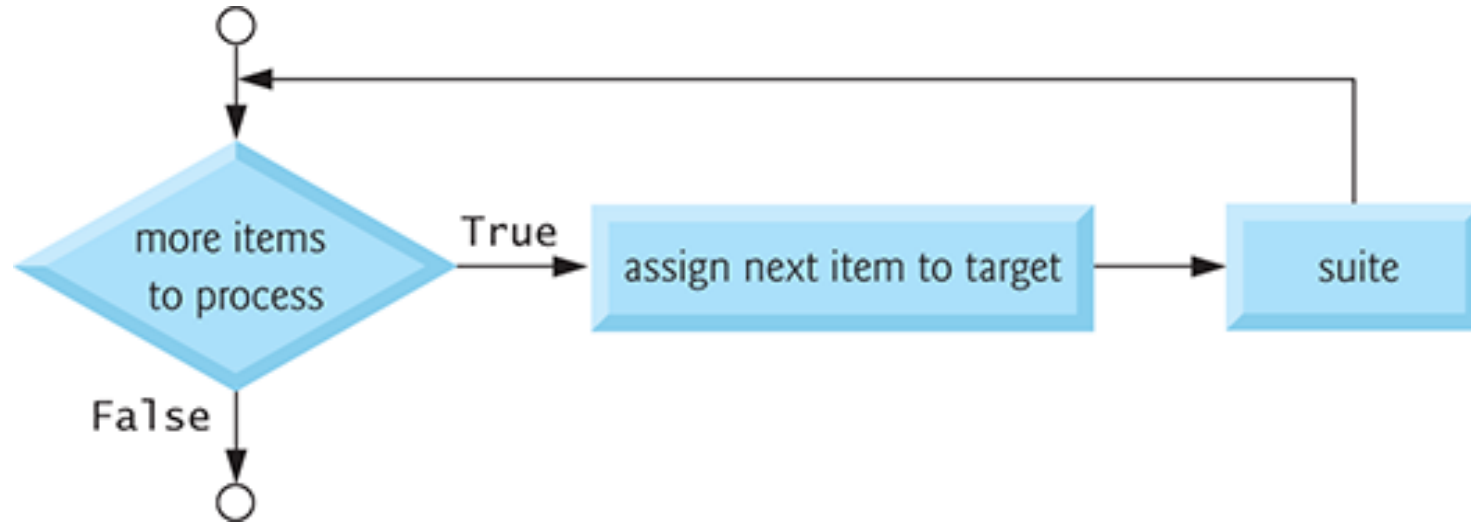 more items
to process
True
assign next item to target
suite
False